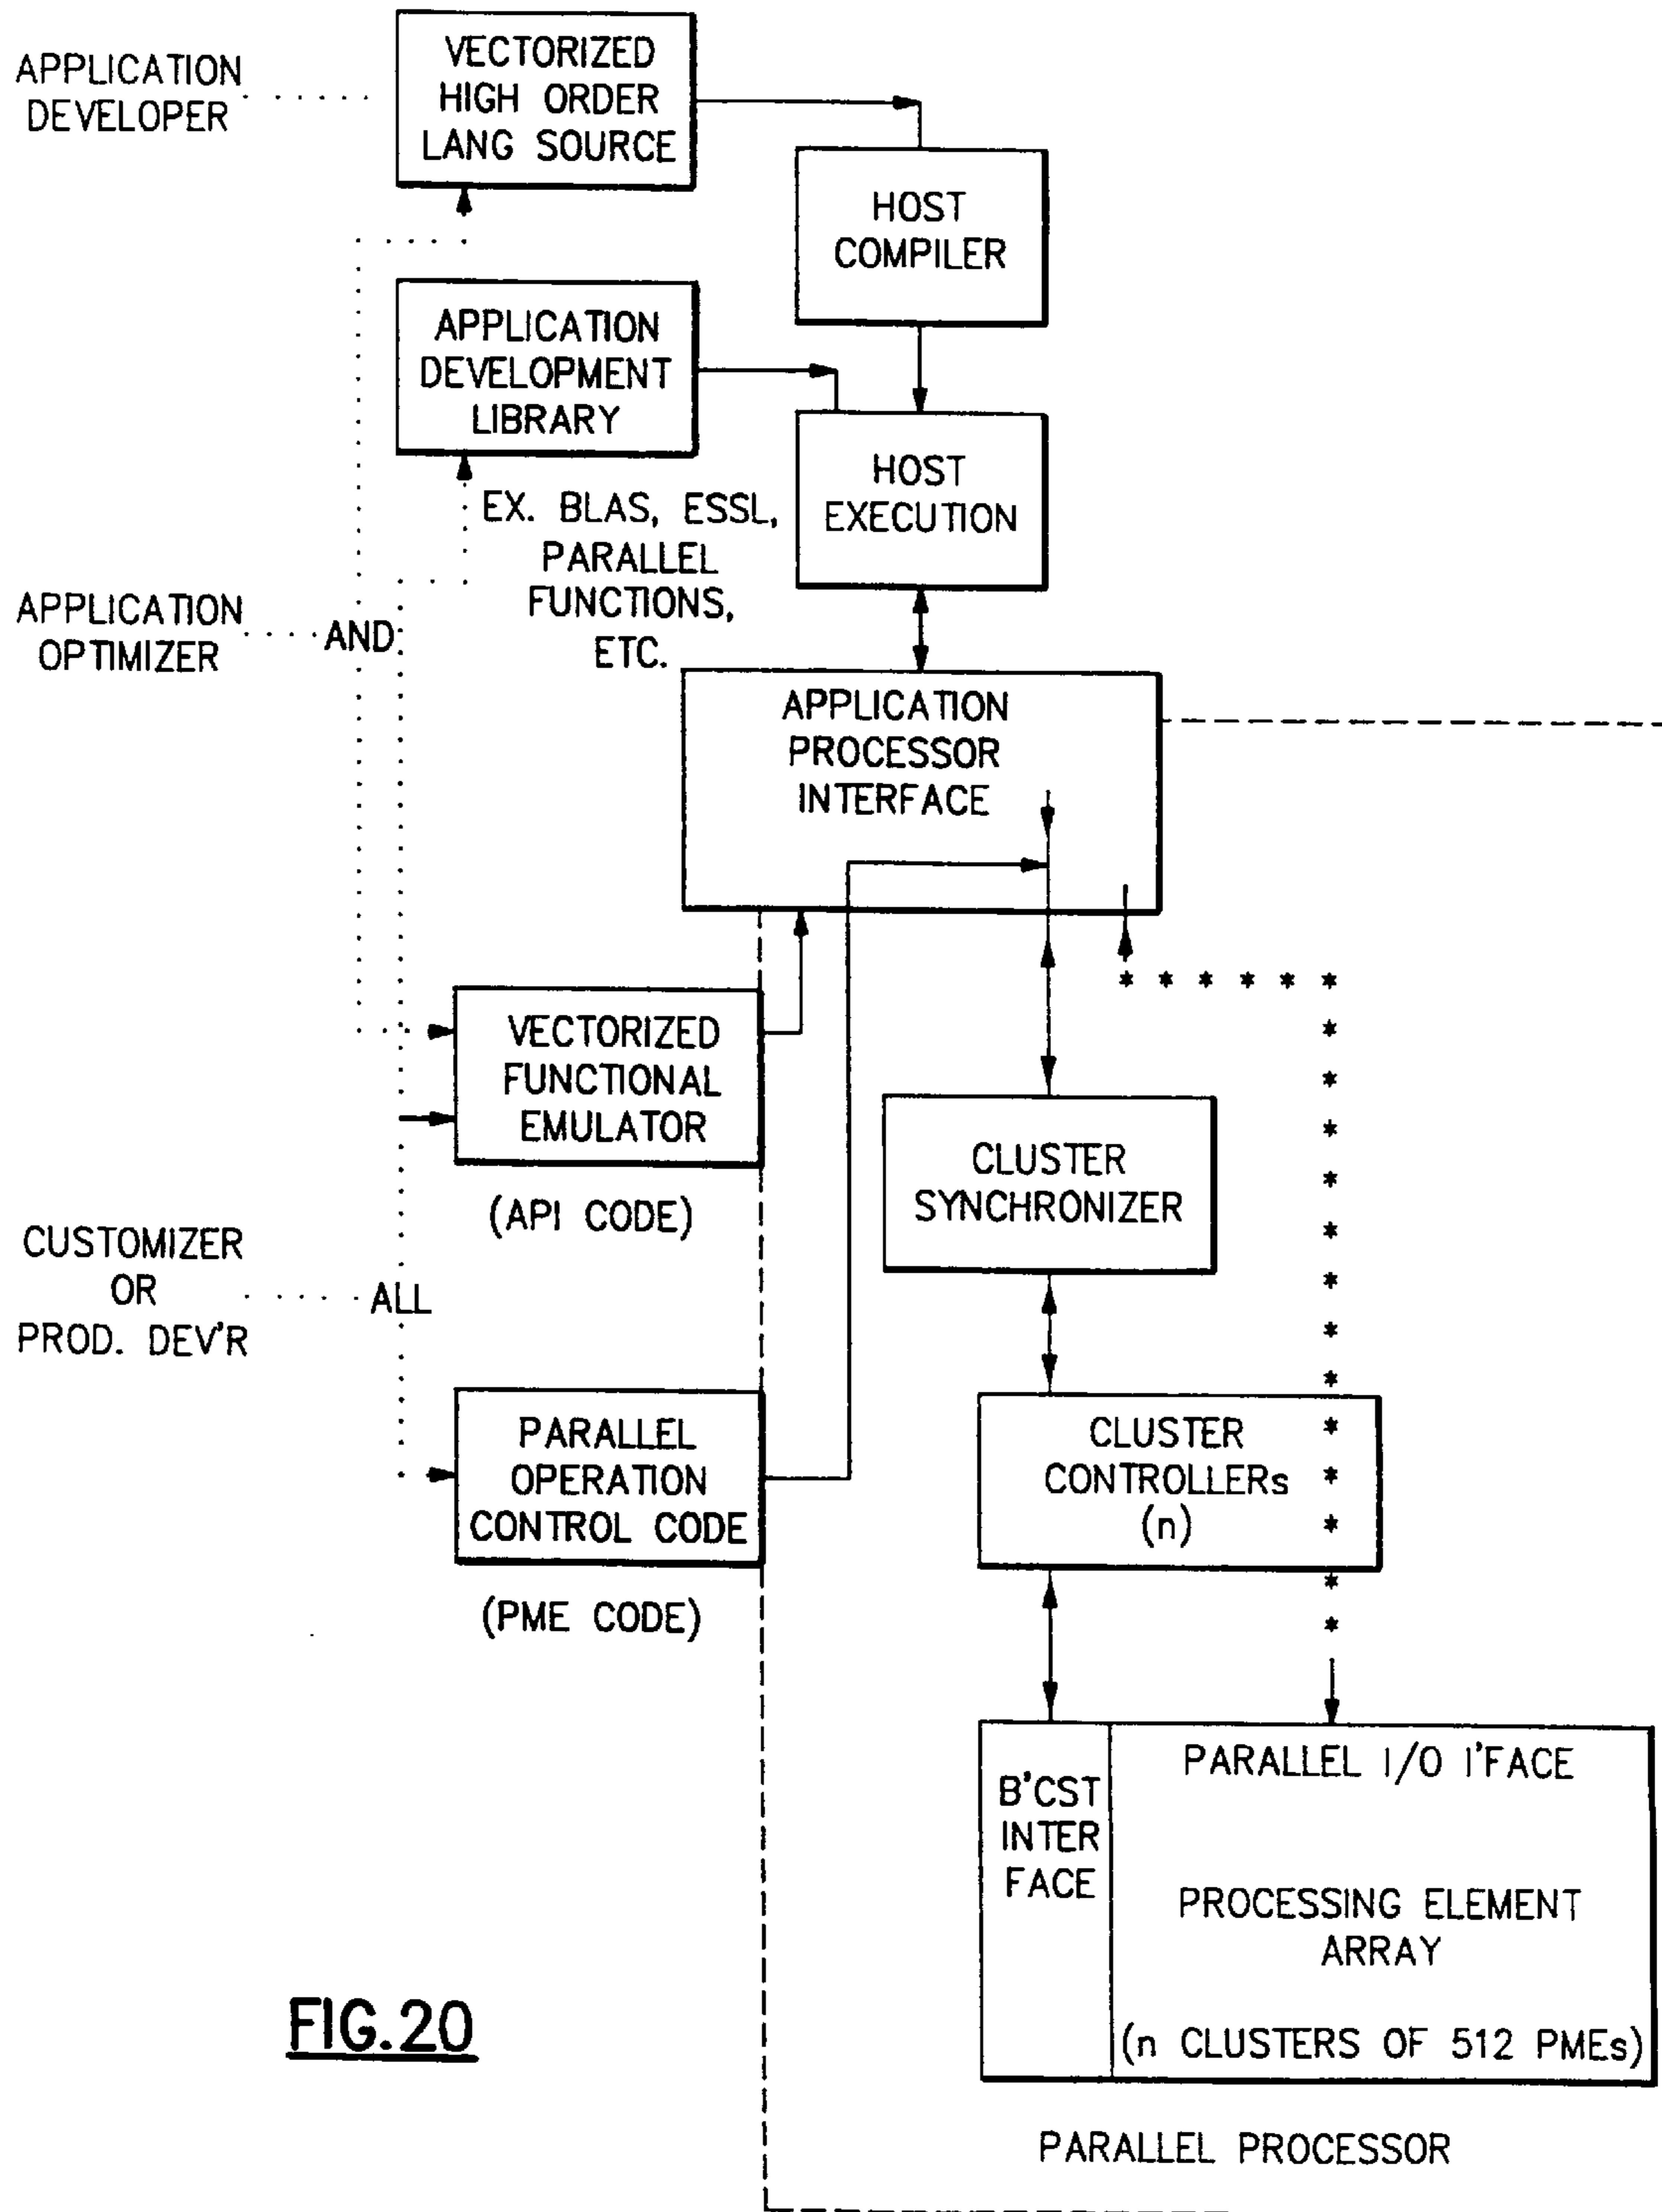 APPLICATION
DEVELOPER
VECTORIZED
HIGH ORDER
LANG SOURCE
HOST
COMPILER
APPLICATION
DEVELOPMENT
LIBRARY
HOST
EXECUTION
EX. BLAS, ESSL,
PARALLEL
FUNCTIONS,
ETC.
APPLICATION
OPTIMIZER
AND
APPLICATION
PROCESSOR
INTERFACE
VECTORIZED
FUNCTIONAL
EMULATOR
(API CODE)
CLUSTER
SYNCHRONIZER
CUSTOMIZER
OR
PROD. DEV'R
ALL
PARALLEL
OPERATION
CONTROL CODE
(PME CODE)
CLUSTER
CONTROLLERs
(n)
B'CST
INTER
FACE
PARALLEL I/O I'FACE
PROCESSING ELEMENT
ARRAY
(n CLUSTERS OF 512 PMEs)
PARALLEL PROCESSOR
FIG.20